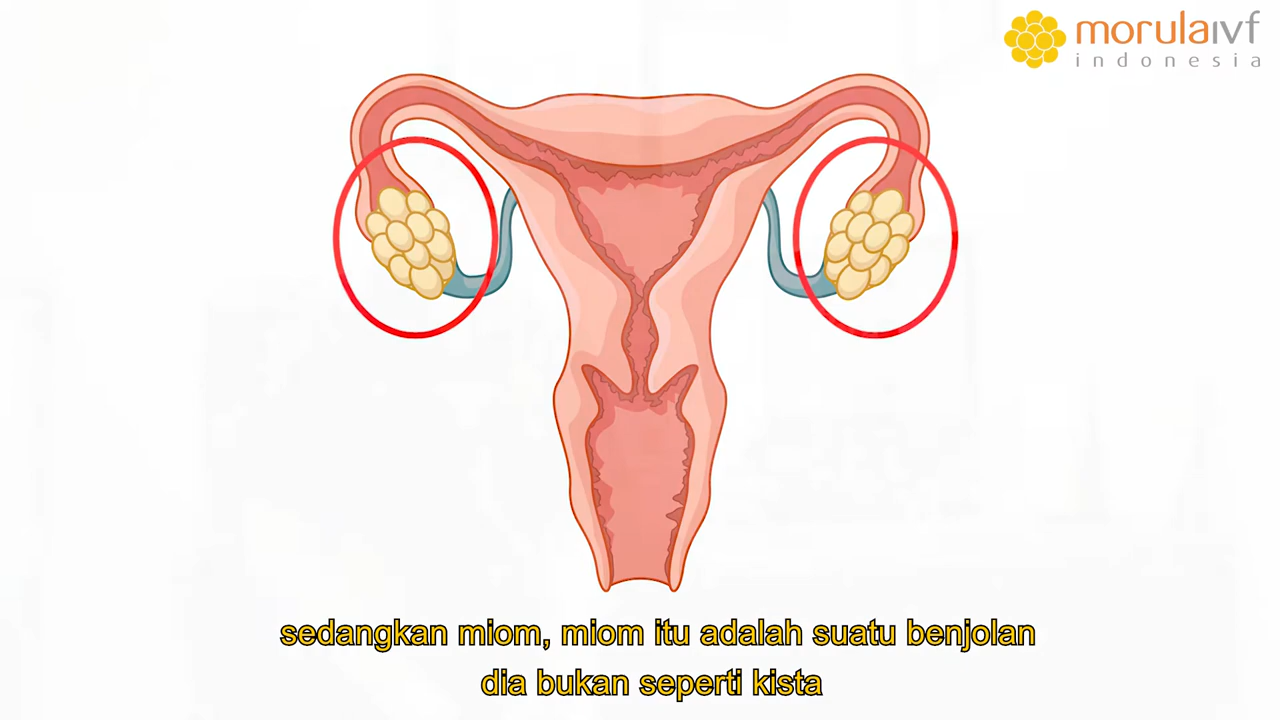 morulaivf
indonesia
sedangkan miom, miom itu adalah suatu benjolan
dia bukan seperti kista